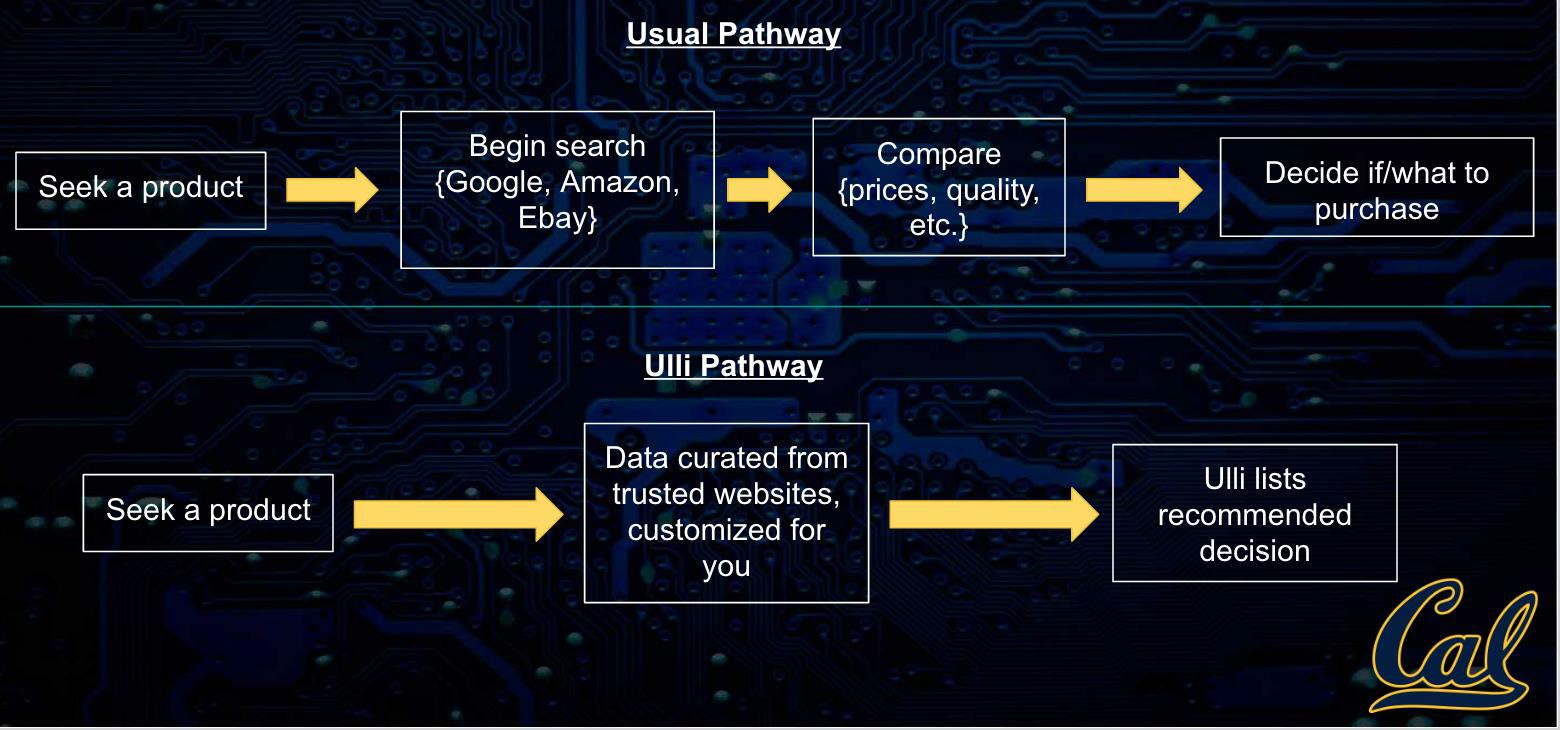 Usual Pathway
Seek a product
Begin search
{Google, Amazon,
Ebay}
Compare
{prices, quality,
etc.}
Decide if/what to
purchase
Ulli Pathway
Seek a product
Data curated from
trusted websites,
customized for
you
Ulli lists
recommended
decision
Cal